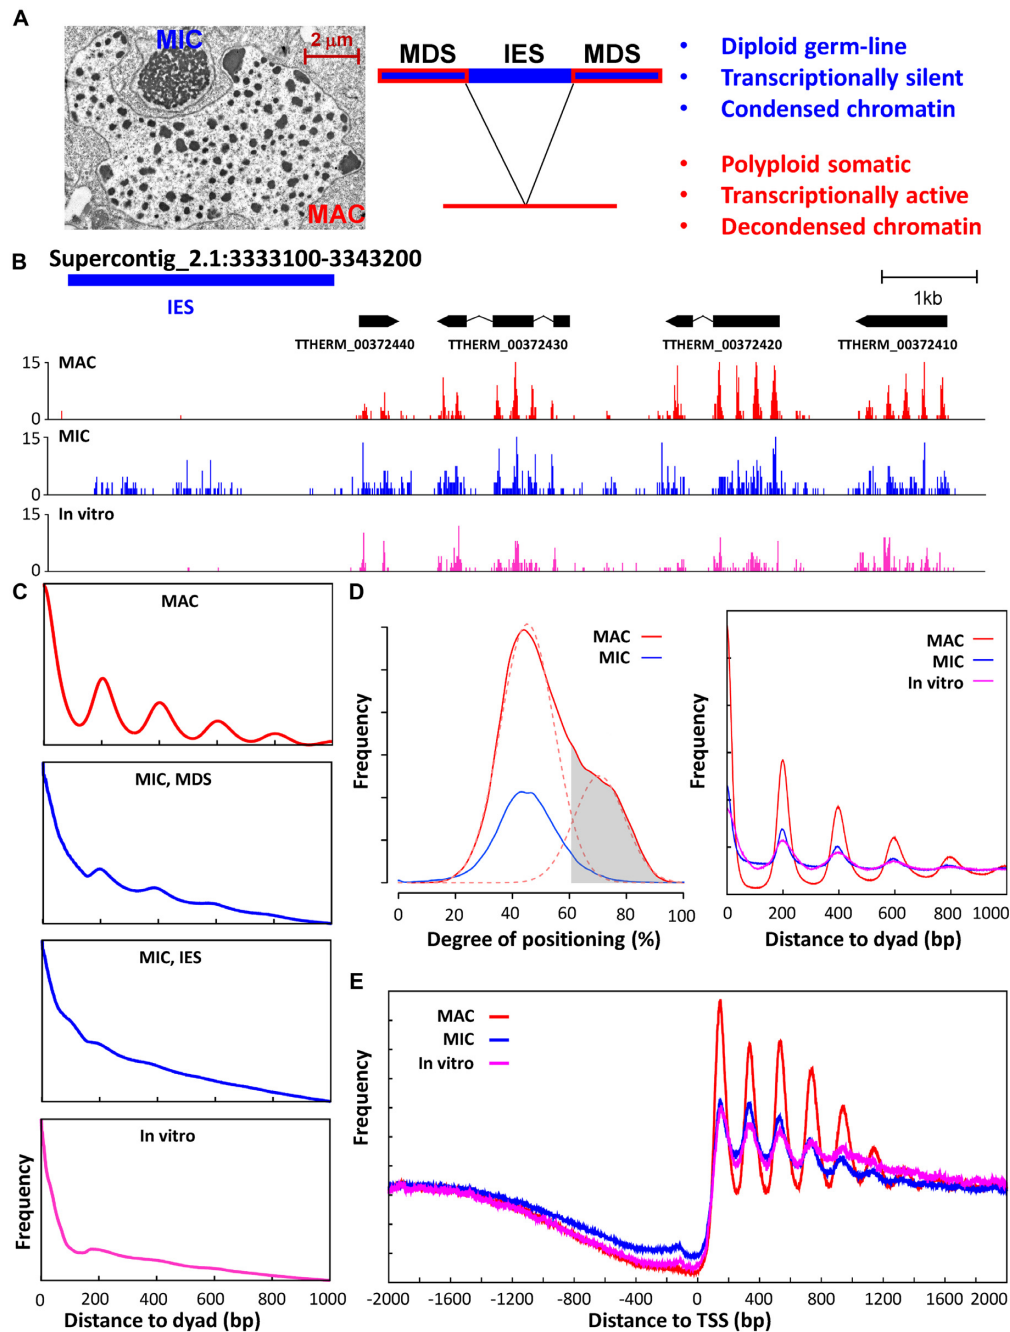 A
MIC
2 µm
MAC
MDS IES MDS
• Diploid germ-line
• Transcriptionally silent
• Condensed chromatin
• Polyploid somatic
• Transcriptionally active
• Decondensed chromatin
B
Supercontig_2.1:3333100-3343200
IES
1kb
TTHERM_00372440 TTHERM_00372430 TTHERM_00372420 TTHERM_00372410
15 MAC
0
15 MIC
0
15 In vitro
0
C
MAC
MIC, MDS
MIC, IES
In vitro
Frequency
0 200 400 600 800 1000
Distance to dyad (bp)
D
MAC
MIC
Frequency
0 20 40 60 80 100
Degree of positioning (%)
MAC
MIC
In vitro
Frequency
0 200 400 600 800 1000
Distance to dyad (bp)
E
MAC
MIC
In vitro
Frequency
-2000 -1600 -1200 -800 -400 0 400 800 1200 1600 2000
Distance to TSS (bp)